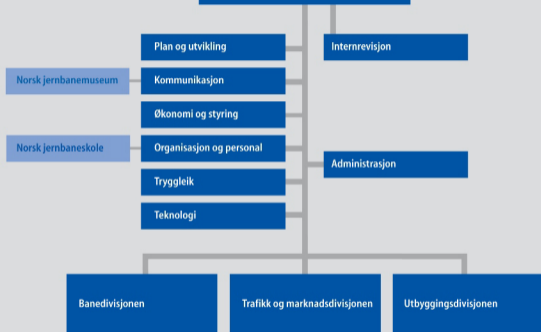 Plan og utvikling
Internrevisjon
Norsk jernbanemuseum
Kommunikasjon
Økonomi og styring
Norsk jernbaneskole
Organisasjon og personal
Administrasjon
Tryggleik
Teknologi
Banedivisjonen
Trafikk og marknadsdivisjonen
Utbyggingsdivisjonen